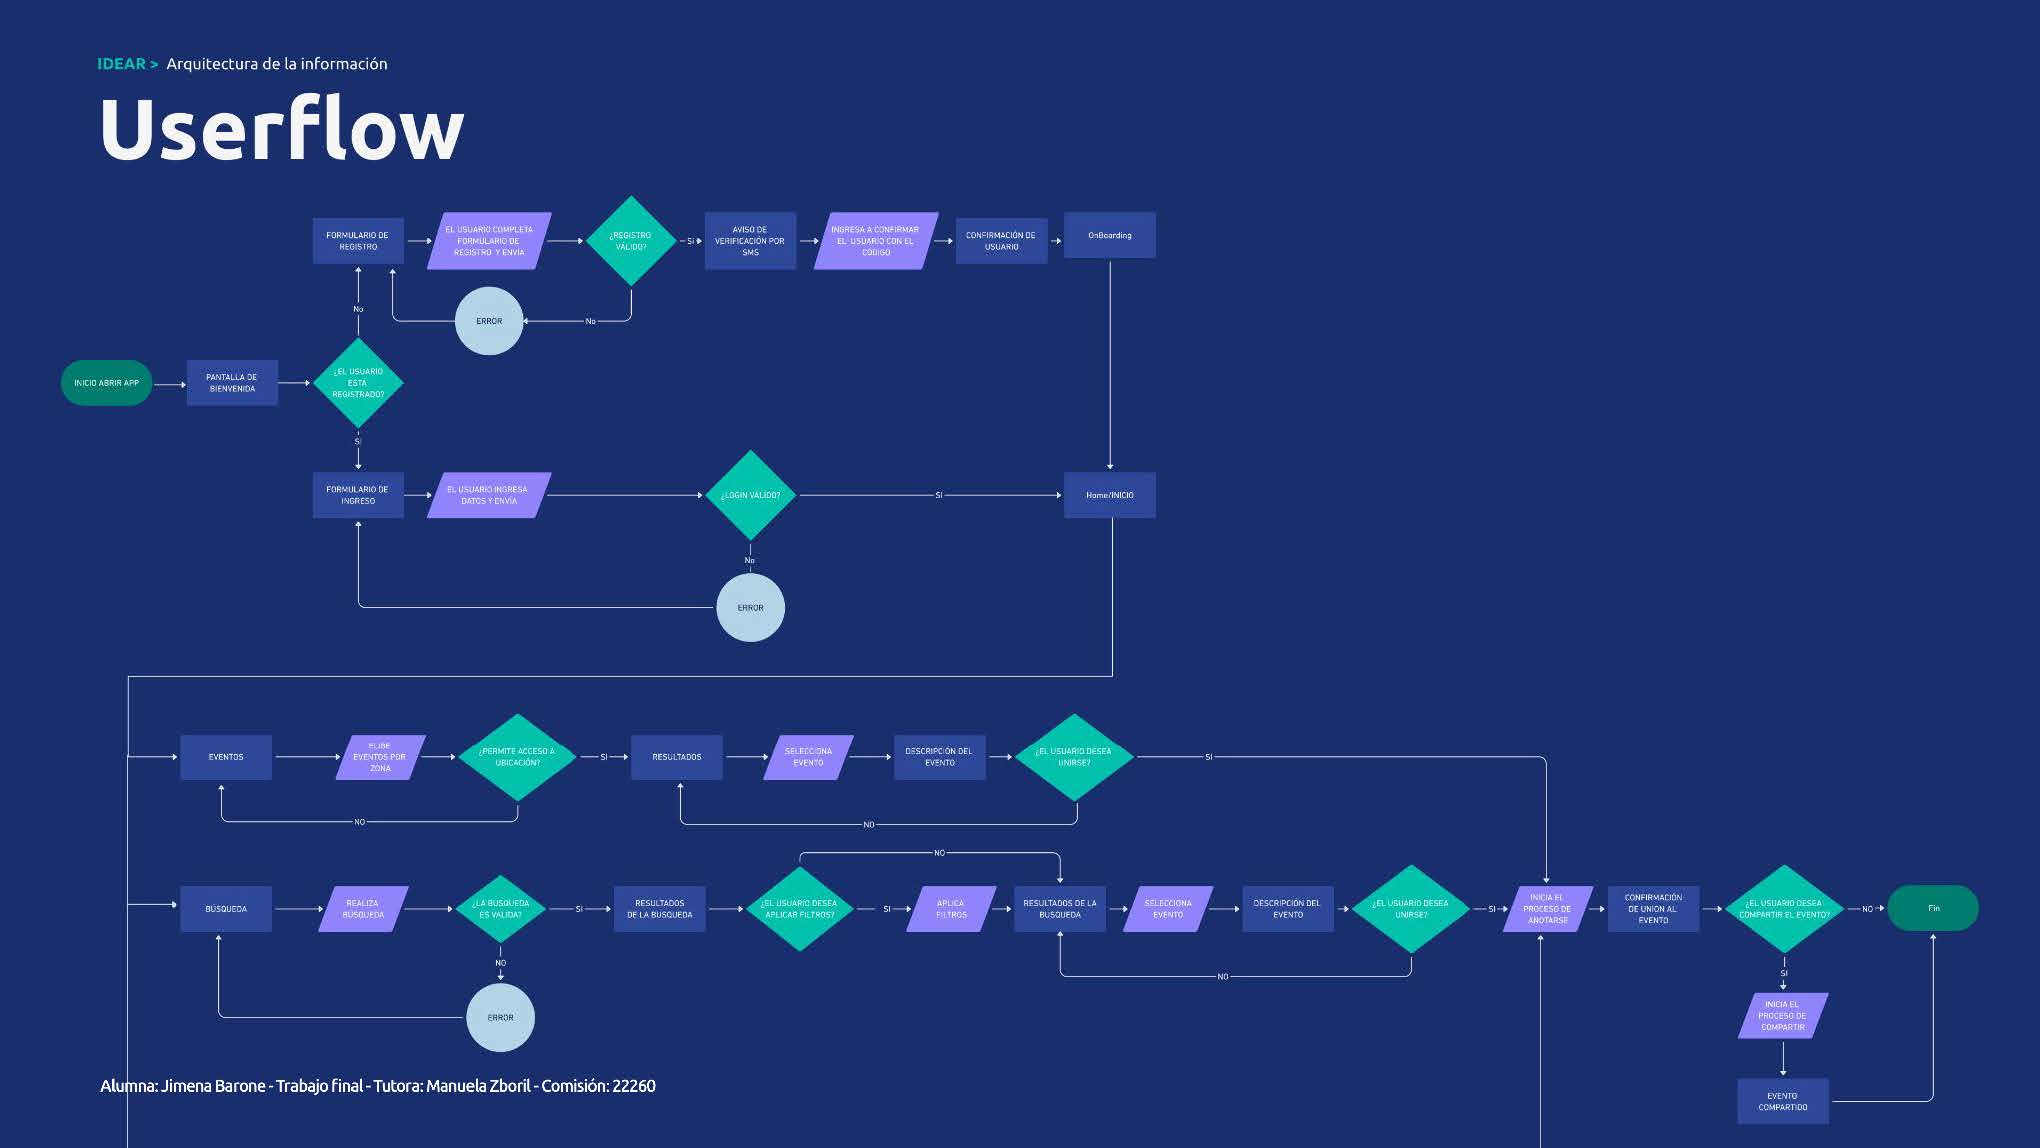 IDEAR > Arquitectura de la información
Userflow
FORMULARIO DE
REGISTRO
EL USUARIO COMPLETA
FORMULARIO DE
REGISTRO Y ENVÍA
¿REGISTRO
VÁLIDO?
Si
AVISO DE
VERIFICACIÓN POR
SMS
INGRESA A CONFIRMAR
EL USUARIO CON EL
CÓDIGO
CONFIRMACIÓN DE
USUARIO
OnBoarding
No
ERROR
No
INICIO ABRIR APP
PANTALLA DE
BIENVENIDA
¿EL USUARIO
ESTÁ
REGISTRADO?
SI
FORMULARIO DE
INGRESO
EL USUARIO INGRESA
DATOS Y ENVÍA
¿LOGIN VÁLIDO?
SI
Home/INICIO
No
ERROR
EVENTOS
ELIGE
EVENTOS POR
ZONA
¿PERMITE ACCESO A
UBICACIÓN?
SI
RESULTADOS
SELECCIONA
EVENTO
DESCRIPCIÓN DEL
EVENTO
¿EL USUARIO DESEA
UNIRSE?
SI
NO
NO
NO
BÚSQUEDA
REALIZA
BÚSQUEDA
¿LA BUSQUEDA
ES VALIDA?
SI
RESULTADOS
DE LA BUSQUEDA
¿EL USUARIO DESEA
APLICAR FILTROS?
SI
APLICA
FILTROS
RESULTADOS DE LA
BUSQUEDA
SELECCIONA
EVENTO
DESCRIPCIÓN DEL
EVENTO
¿EL USUARIO DESEA
UNIRSE?
SI
INICIA EL
PROCESO DE
ANOTARSE
CONFIRMACIÓN
DE UNION AL
EVENTO
¿EL USUARIO DESEA
COMPARTIR EL EVENTO?
NO
Fin
NO
NO
SI
ERROR
INICIA EL
PROCESO DE
COMPARTIR
EVENTO
COMPARTIDO
Alumna: Jimena Barone - Trabajo final - Tutora: Manuela Zboril - Comisión: 22260